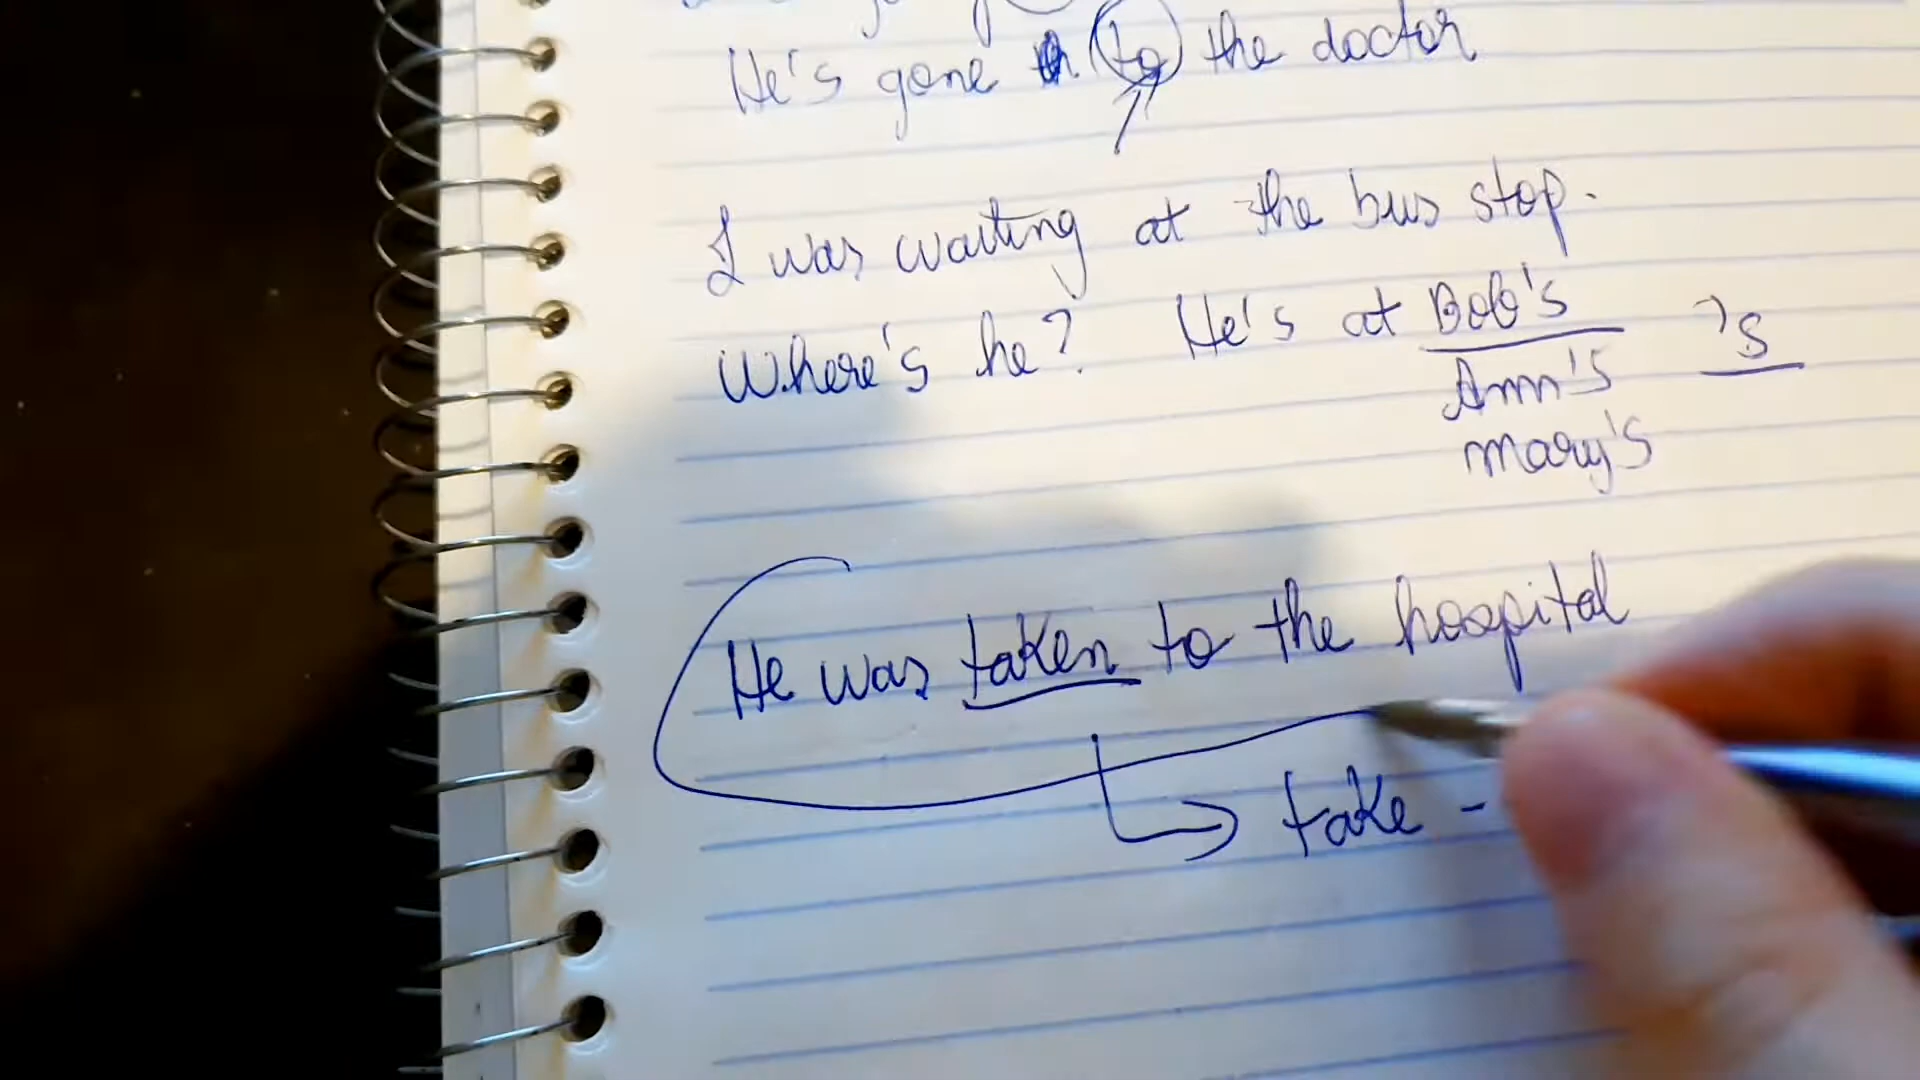 He's gone to the doctor
I was waiting at the bus stop.
Where's he? He's at Bob's 's
Ann's
Mary's
He was taken to the hospital
take -